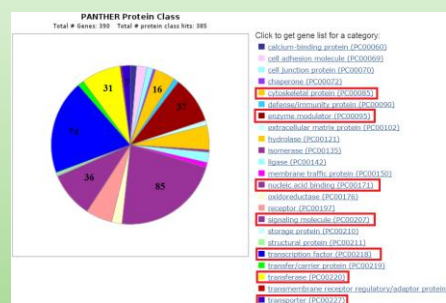 PANTHER Protein Class
Total # Genes: 390 Total # protein class hits: 385
31
16
37
74
36
85
Click to get gene list for a category:
calcium-binding protein (PC00060)
cell adhesion molecule (PC00069)
cell junction protein (PC00070)
chaperone (PC00072)
cytoskeletal protein (PC00085)
defense/immunity protein (PC00090)
enzyme modulator (PC00095)
extracellular matrix protein (PC00102)
hydrolase (PC00121)
isomerase (PC00135)
ligase (PC00142)
membrane traffic protein (PC00150)
nucleic acid binding (PC00171)
oxidoreductase (PC00176)
receptor (PC00197)
signaling molecule (PC00207)
storage protein (PC00210)
structural protein (PC00211)
transcription factor (PC00218)
transfer/carrier protein (PC00219)
transferase (PC00220)
transmembrane receptor regulatory/adaptor protein
transporter (PC00227)